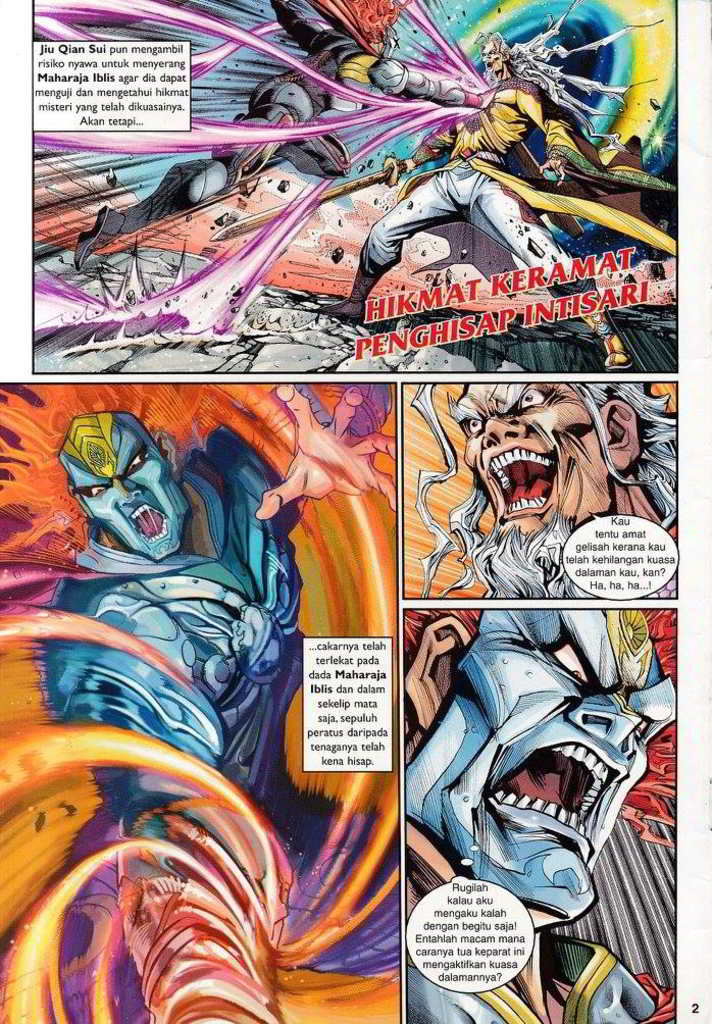 Jiu Qian Sui pun mengambil
risiko nyawa untuk menyerang
Maharaja Iblis agar dia dapat
menguji dan mengetahui hikmat
misteri yang telah dikuasainya.
Akan tetapi...
HIKMAT KERAMAT
PENGHISAP INTISARI
...cakarnya telah
terlekat pada
dada Maharaja
Iblis dan dalam
sekelip mata
saja, sepuluh
peratus daripada
tenaganya telah
kena hisap.
Kau
tentu amat
gelisah kerana kau
telah kehilangan kuasa
dalaman kau, kan?
Ha, ha, ha...!
Rugilah
kalau aku
mengaku kalah
dengan begitu saja!
Entahlah macam mana
caranya tua keparat ini
mengaktifkan kuasa
dalamannya?
2